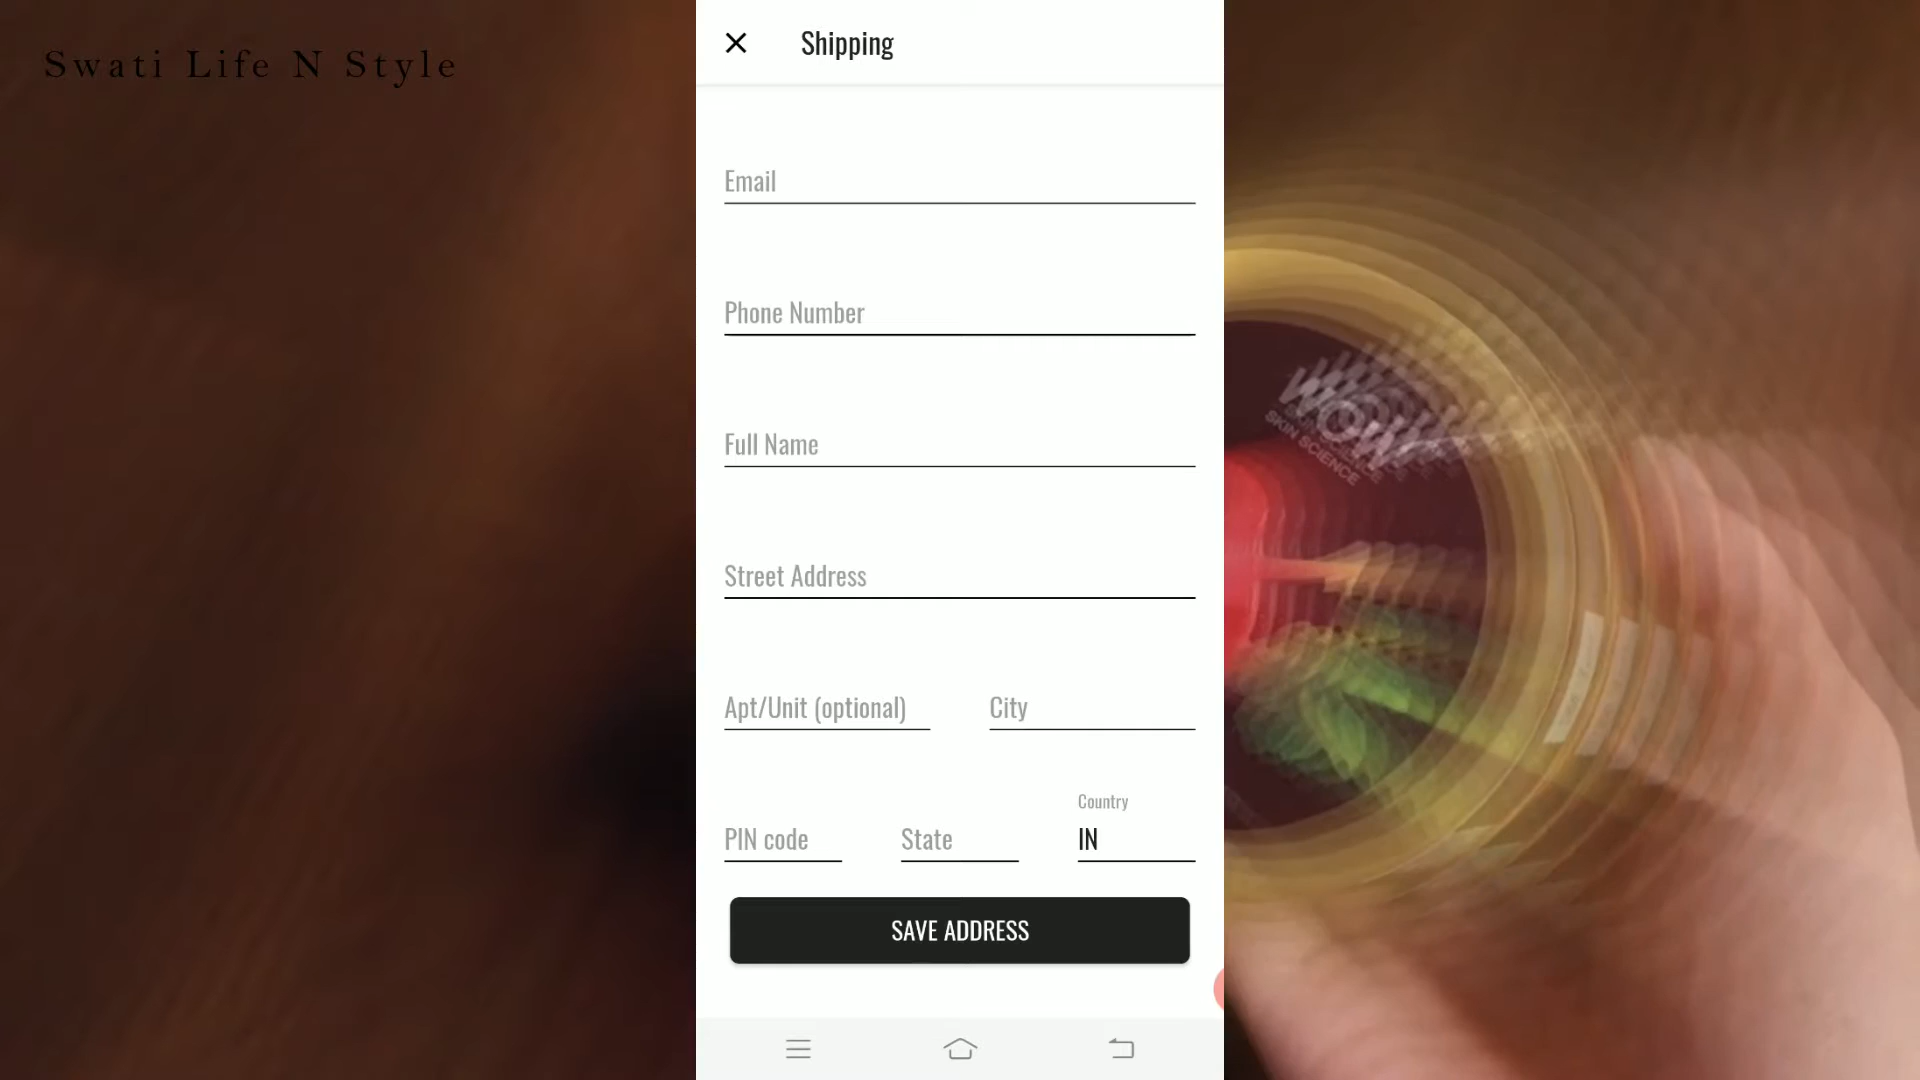 Swati Life N Style
Shipping
Email
Phone Number
Full Name
Street Address
Apt/Unit (optional)
City
Country
PIN code
State
IN
SAVE ADDRESS
WOW
SKIN SCIENCE